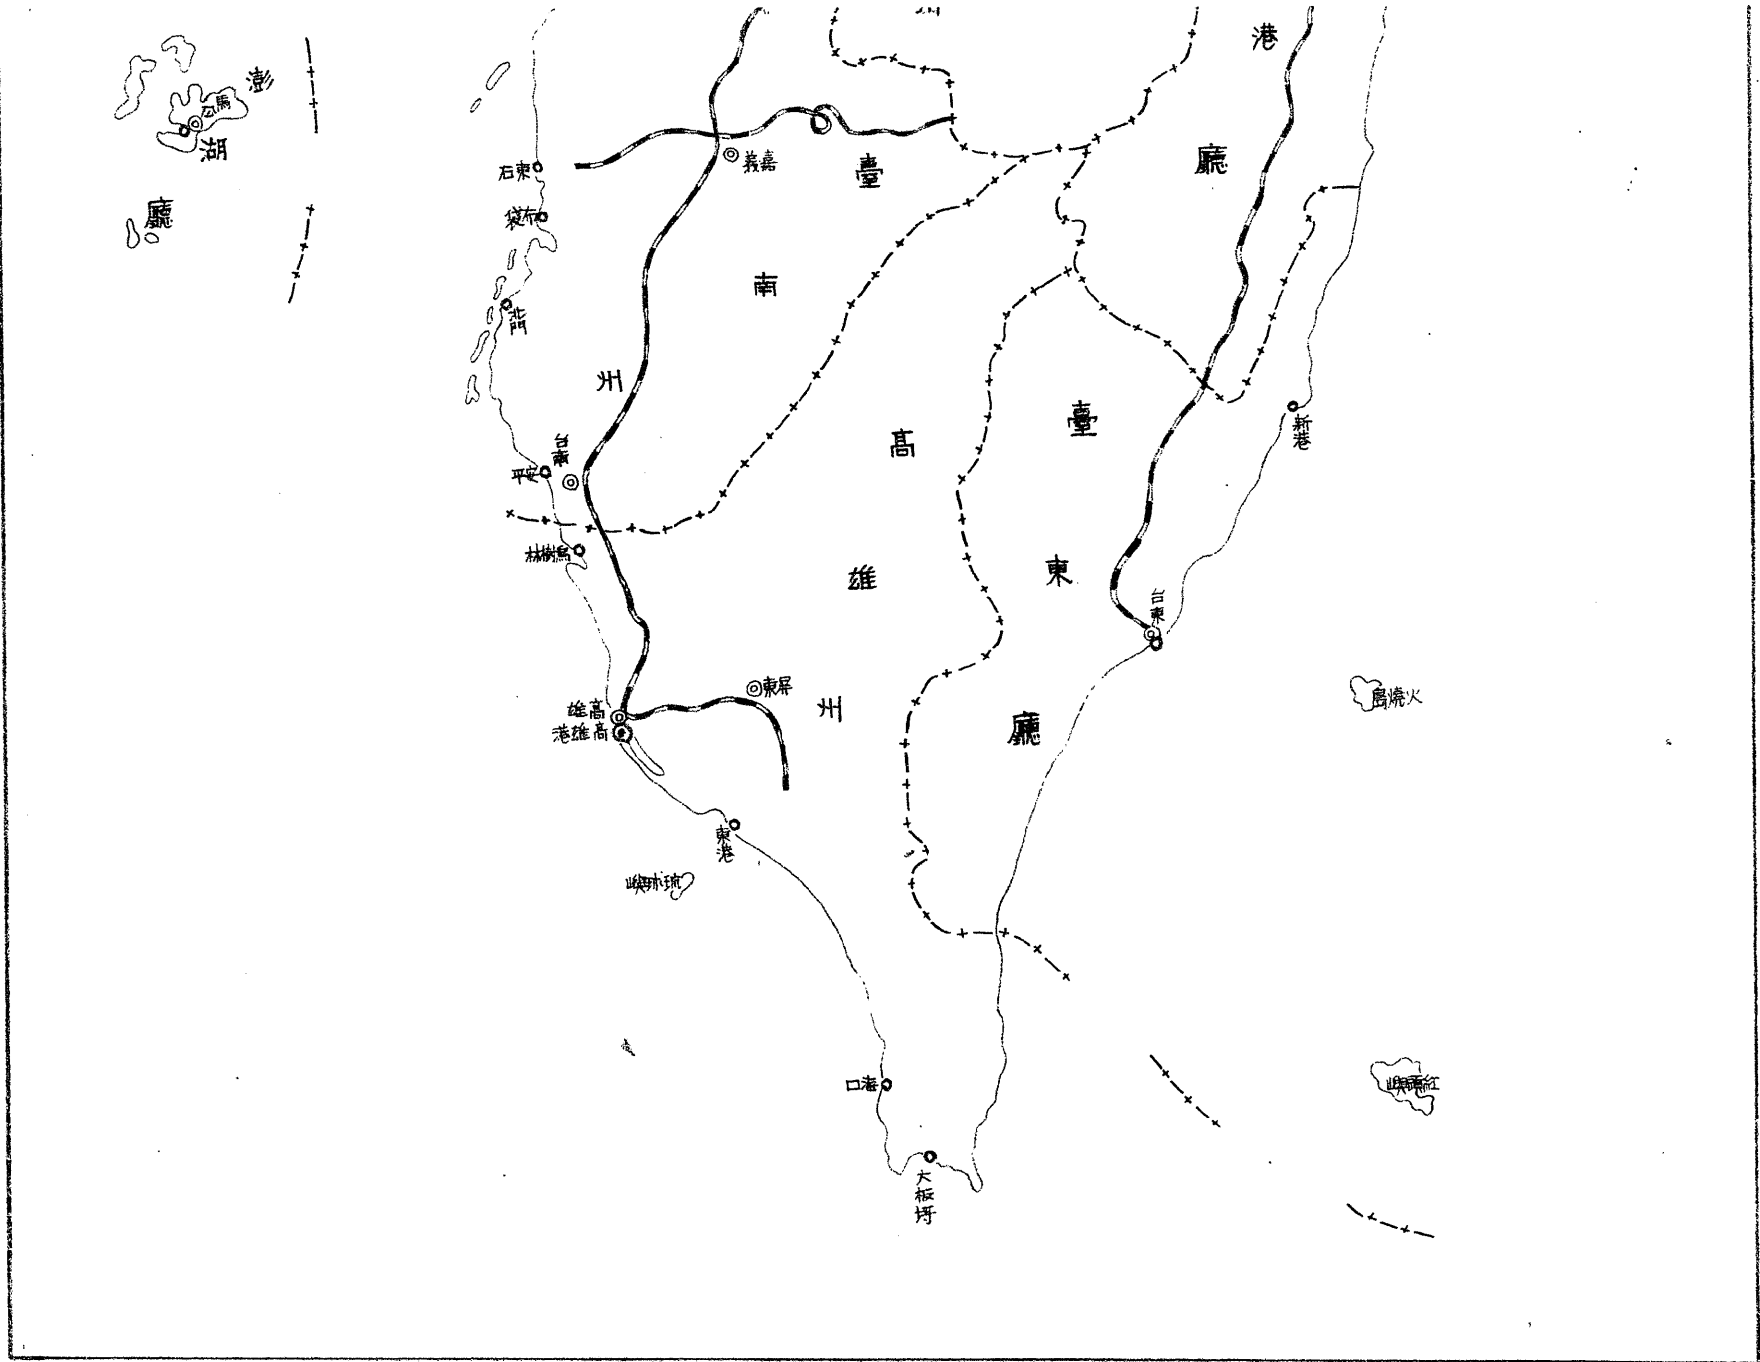 澎湖廳
馬公
港廳
臺南州
嘉義
東石
布袋
北門
台南
安平
高雄州
烏樹林
高雄
高雄港
屏東
東港
琉球嶼
海口
大板埒
臺東廳
新港
台東
火燒島
紅頭嶼